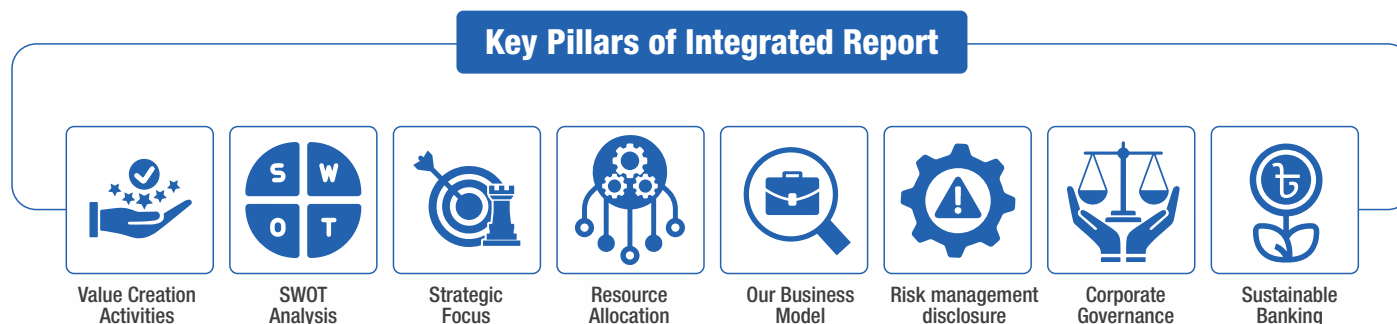 Key Pillars of Integrated Report
S W
O T
৳
Value Creation
Activities
SWOT
Analysis
Strategic
Focus
Resource
Allocation
Our Business
Model
Risk management
disclosure
Corporate
Governance
Sustainable
Banking